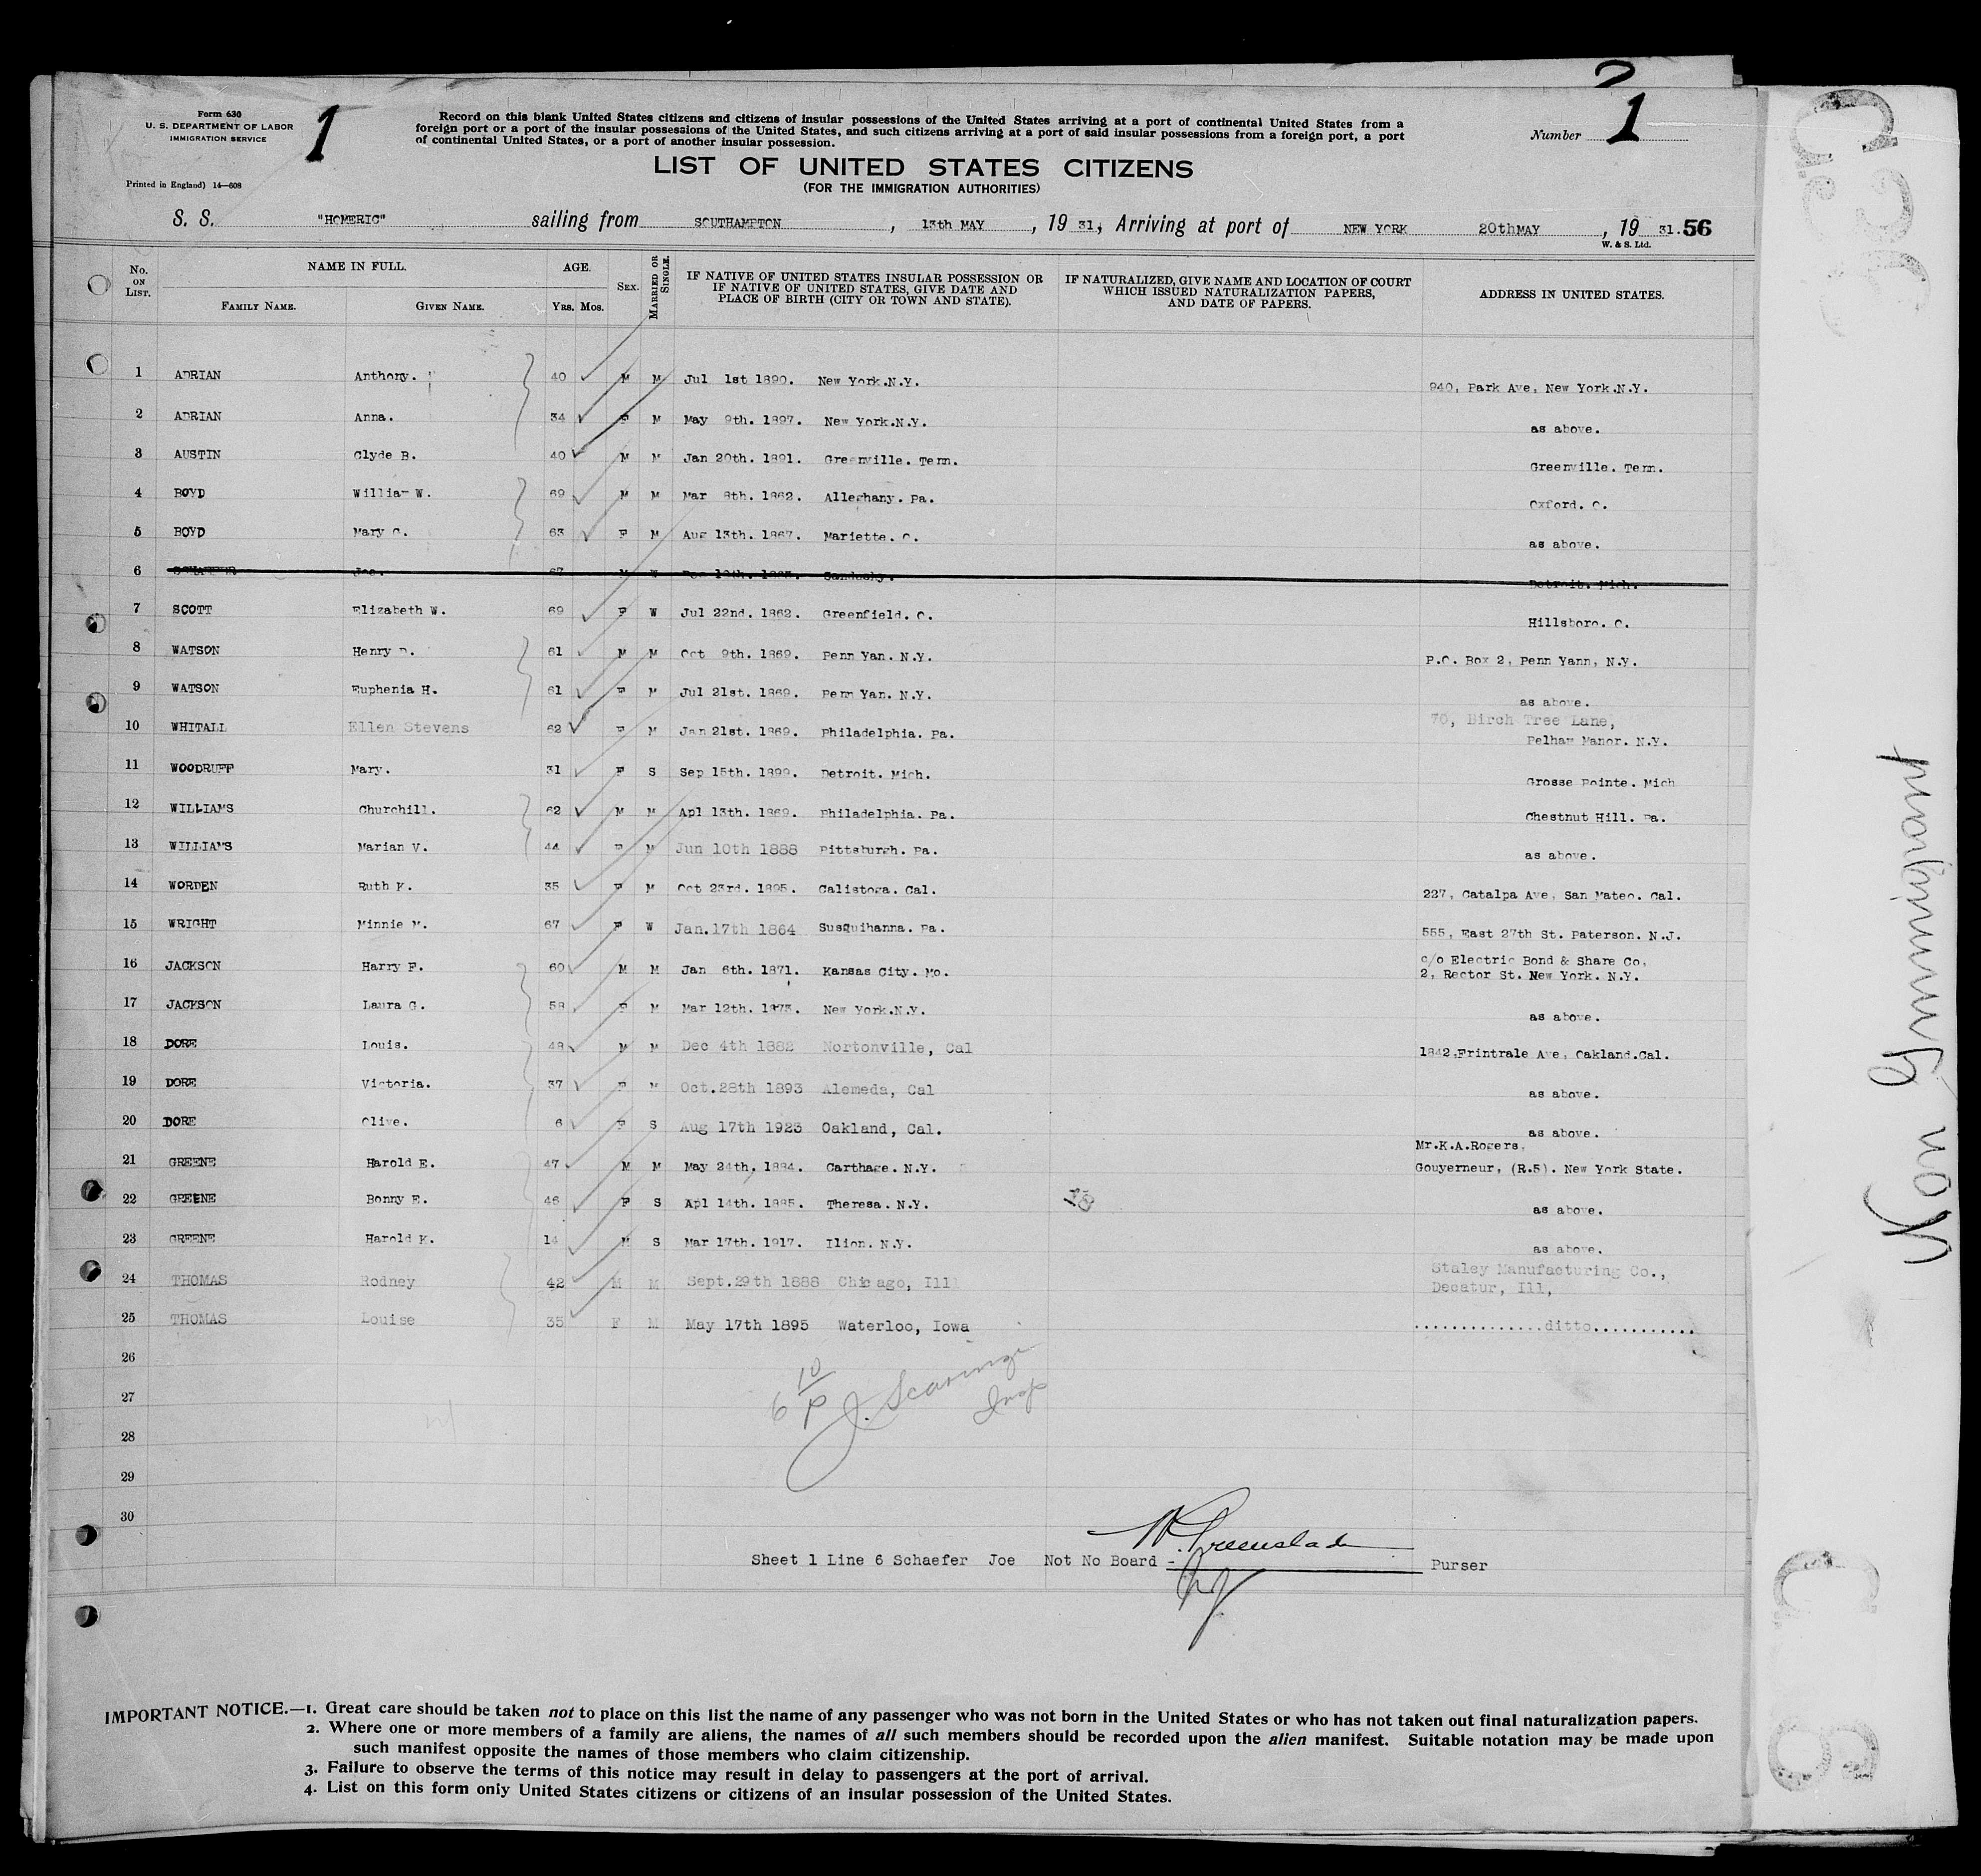 Form 630
U. S. DEPARTMENT OF LABOR
IMMIGRATION SERVICE
1
Record on this blank United States citizens and citizens of insular possessions of the United States arriving at a port of continental United States from a
foreign port or a port of the insular possessions of the United States, and such citizens arriving at a port of said insular possessions from a foreign port, a port
of continental United States, or a port of another insular possession.
2
Number 1
LIST OF UNITED STATES CITIZENS
(FOR THE IMMIGRATION AUTHORITIES)
Printed in England) 14—608
S. S. "HOMERIC" sailing from SOUTHAMPTON, 13th MAY, 19 31, Arriving at port of NEW YORK 20thMAY, 19 31. 56
W. & S. Ltd.
No. ON LIST. NAME IN FULL. FAMILY NAME. GIVEN NAME. AGE. YRS. MOS. SEX. MARRIED OR SINGLE. IF NATIVE OF UNITED STATES INSULAR POSSESSION OR IF NATIVE OF UNITED STATES, GIVE DATE AND PLACE OF BIRTH (CITY OR TOWN AND STATE). IF NATURALIZED, GIVE NAME AND LOCATION OF COURT WHICH ISSUED NATURALIZATION PAPERS, AND DATE OF PAPERS. ADDRESS IN UNITED STATES.
1 ADRIAN Anthony. 40 M M Jul 1st 1890. New York.N.Y. 940, Park Ave, New York.N.Y.
2 ADRIAN Anna. 34 F M May 9th. 1897. New York.N.Y. as above.
3 AUSTIN Clyde B. 40 M M Jan 20th. 1891. Greenville. Tenn. Greenville. Tenn.
4 BOYD William W. 69 M M Mar 8th. 1862. Alleghany. Pa. Oxford. O.
5 BOYD Mary C. 63 F M Aug 13th. 1867. Mariette. O. as above.
6 Joe. 67 M W Sandusky. Detroit. Mich.
7 SCOTT Elizabeth W. 69 F W Jul 22nd. 1862. Greenfield. O. Hillsboro. O.
8 WATSON Henry 61 M M Oct 9th. 1869. Penn Yan. N.Y. P.O. Box 2, Penn Yann, N.Y.
9 WATSON Euphenia H. 61 F M Jul 21st. 1869. Penn Yan. N.Y. as above.
10 WHITALL Ellen Stevens 62 F M Jan 21st. 1869. Philadelphia. Pa. 70, Birch Tree Lane,
Pelham Manor. N.Y.
11 WOODRUFF Mary. 31 F S Sep 15th. 1899. Detroit. Mich. Grosse Pointe. Mich
12 WILLIAMS Churchill. 62 M M Apl 13th. 1869. Philadelphia. Pa. Chestnut Hill. Pa.
13 WILLIAMS Marian V. 44 F M Jun 10th 1888 Pittsburgh. Pa. as above.
14 WORDEN Ruth K. 35 F M Oct 23rd. 1895. Calistoga. Cal. 227, Catalpa Ave, San Mateo. Cal.
15 WRIGHT Minnie M. 67 F W Jan.17th 1864 Susquihanna. Pa. 555, East 27th St. Paterson. N.J.
16 JACKSON Harry F. 60 M M Jan 6th. 1871. Kansas City. Mo. c/o Electric Bond & Share Co,
2, Rector St. New York. N.Y.
17 JACKSON Laura G. 58 F M Mar 12th. 1873. New York.N.Y. as above.
18 DORE Louis. 48 M M Dec 4th 1882 Nortonville, Cal 1842,Frintrale Ave, Oakland.Cal.
19 DORE Victoria. 37 F M Oct.28th 1893 Alemeda, Cal as above.
20 DORE Olive. 6 F S Aug 17th 1923 Oakland, Cal. as above.
Mr.K.A.Rogers,
21 GREENE Harold E. 47 M M May 24th. 1884. Carthage. N.Y. Gouyerneur, (R.5). New York State.
22 GREENE Bonny E. 46 F S Apl 14th. 1885. Theresa. N.Y. as above.
23 GREENE Harold K. 14 M S Mar 17th. 1917. Ilion. N.Y. as above.
24 THOMAS Rodney 42 M M Sept.29th 1888 Chicago, Ill Staley Manufacturing Co.,
Decatur, Ill,
25 THOMAS Louise 35 F M May 17th 1895 Waterloo, Iowa ..............ditto...........
26
27
28
29
30
6 10/P J. Scaringi
Insp
W. Greenslade
Sheet 1 Line 6 Schaefer Joe Not No Board - Purser
IMPORTANT NOTICE.—1. Great care should be taken not to place on this list the name of any passenger who was not born in the United States or who has not taken out final naturalization papers.
2. Where one or more members of a family are aliens, the names of all such members should be recorded upon the alien manifest. Suitable notation may be made upon
such manifest opposite the names of those members who claim citizenship.
3. Failure to observe the terms of this notice may result in delay to passengers at the port of arrival.
4. List on this form only United States citizens or citizens of an insular possession of the United States.
Non Immigrant